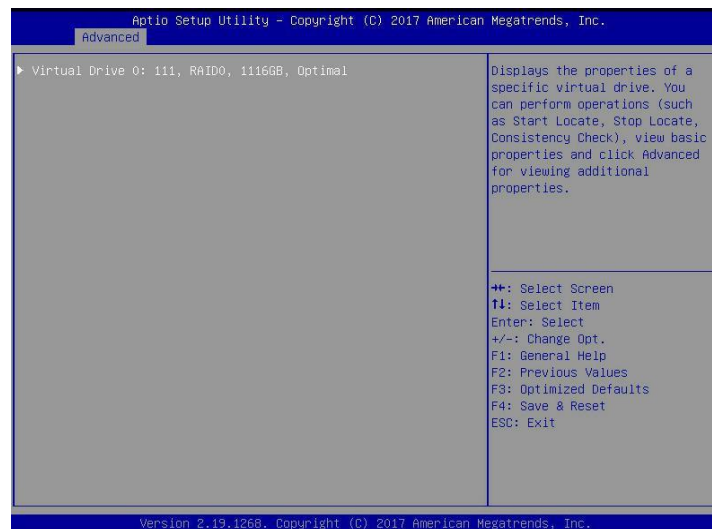 Aptio Setup Utility – Copyright (C) 2017 American Megatrends, Inc.
Advanced
▶ Virtual Drive 0: 111, RAID0, 1116GB, Optimal
Displays the properties of a
specific virtual drive. You
can perform operations (such
as Start Locate, Stop Locate,
Consistency Check), view basic
properties and click Advanced
for viewing additional
properties.
→←: Select Screen
↑↓: Select Item
Enter: Select
+/-: Change Opt.
F1: General Help
F2: Previous Values
F3: Optimized Defaults
F4: Save & Reset
ESC: Exit
Version 2.19.1268. Copyright (C) 2017 American Megatrends, Inc.